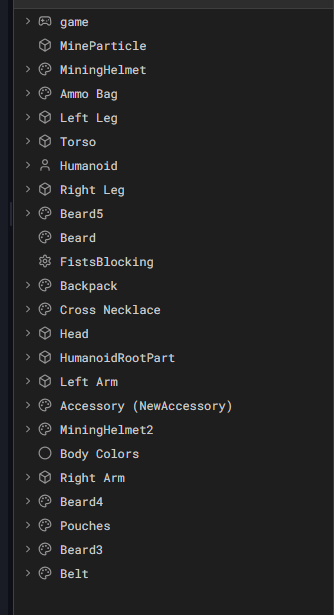 game
MineParticle
MiningHelmet
Ammo Bag
Left Leg
Torso
Humanoid
Right Leg
Beard5
Beard
FistsBlocking
Backpack
Cross Necklace
Head
HumanoidRootPart
Left Arm
Accessory (NewAccessory)
MiningHelmet2
Body Colors
Right Arm
Beard4
Pouches
Beard3
Belt